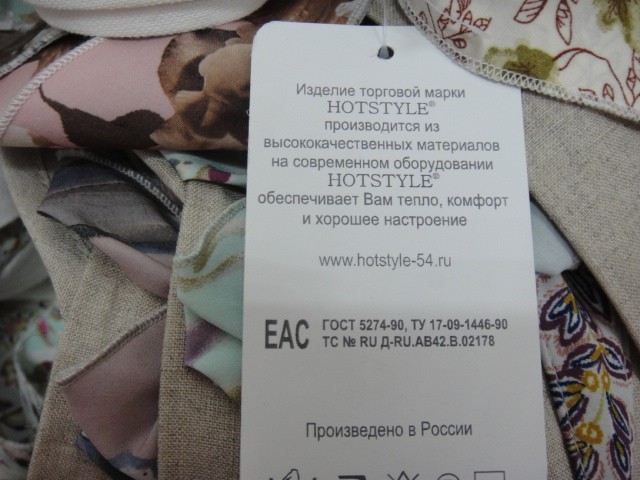 Изделие торговой марки
HOTSTYLE®
производится из
высококачественных материалов
на современном оборудовании
HOTSTYLE®
обеспечивает Вам тепло, комфорт
и хорошее настроение
www.hotstyle-54.ru
ЕАС ГОСТ 5274-90, ТУ 17-09-1446-90
ТС № RU Д-RU.АВ42.В.02178
Произведено в России